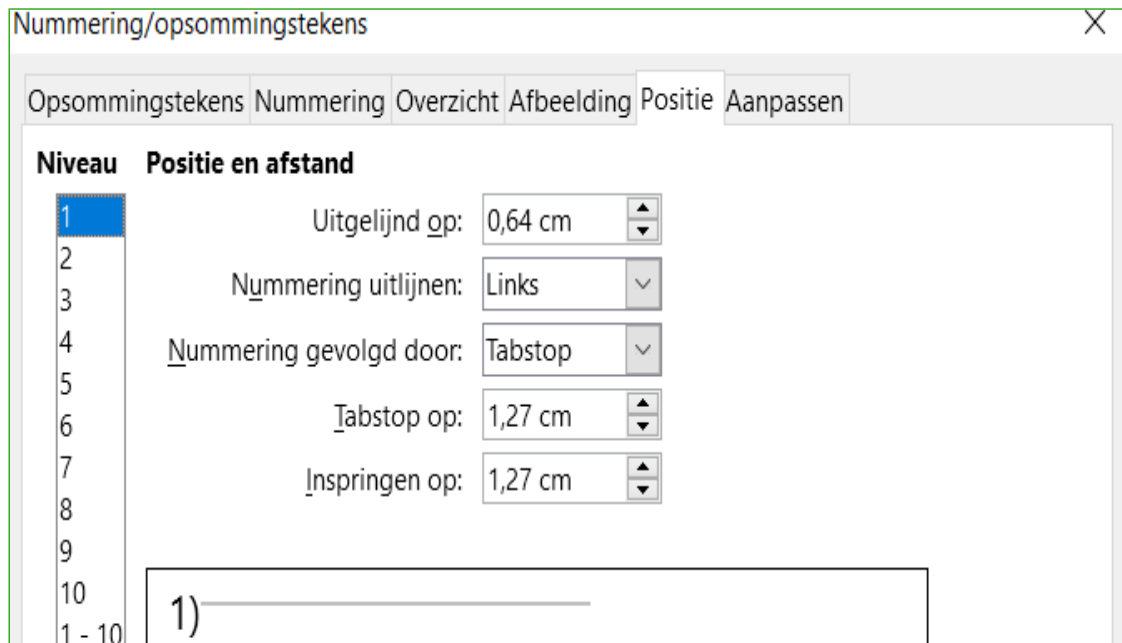 Nummering/opsommingstekens
Opsommingstekens Nummering Overzicht Afbeelding Positie Aanpassen
Niveau Positie en afstand
1
2
3
4
5
6
7
8
9
10
1 - 10
Uitgelijnd op: 0,64 cm
Nummering uitlijnen: Links
Nummering gevolgd door: Tabstop
Tabstop op: 1,27 cm
Inspringen op: 1,27 cm
1)